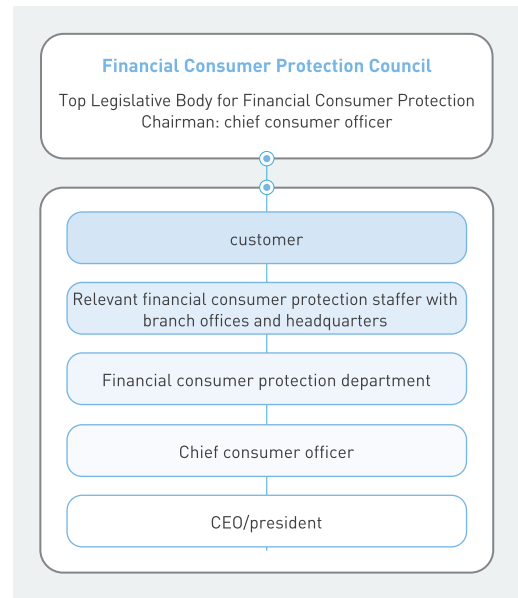 Financial Consumer Protection Council
Top Legislative Body for Financial Consumer Protection
Chairman: chief consumer officer
customer
Relevant financial consumer protection staffer with
branch offices and headquarters
Financial consumer protection department
Chief consumer officer
CEO/president